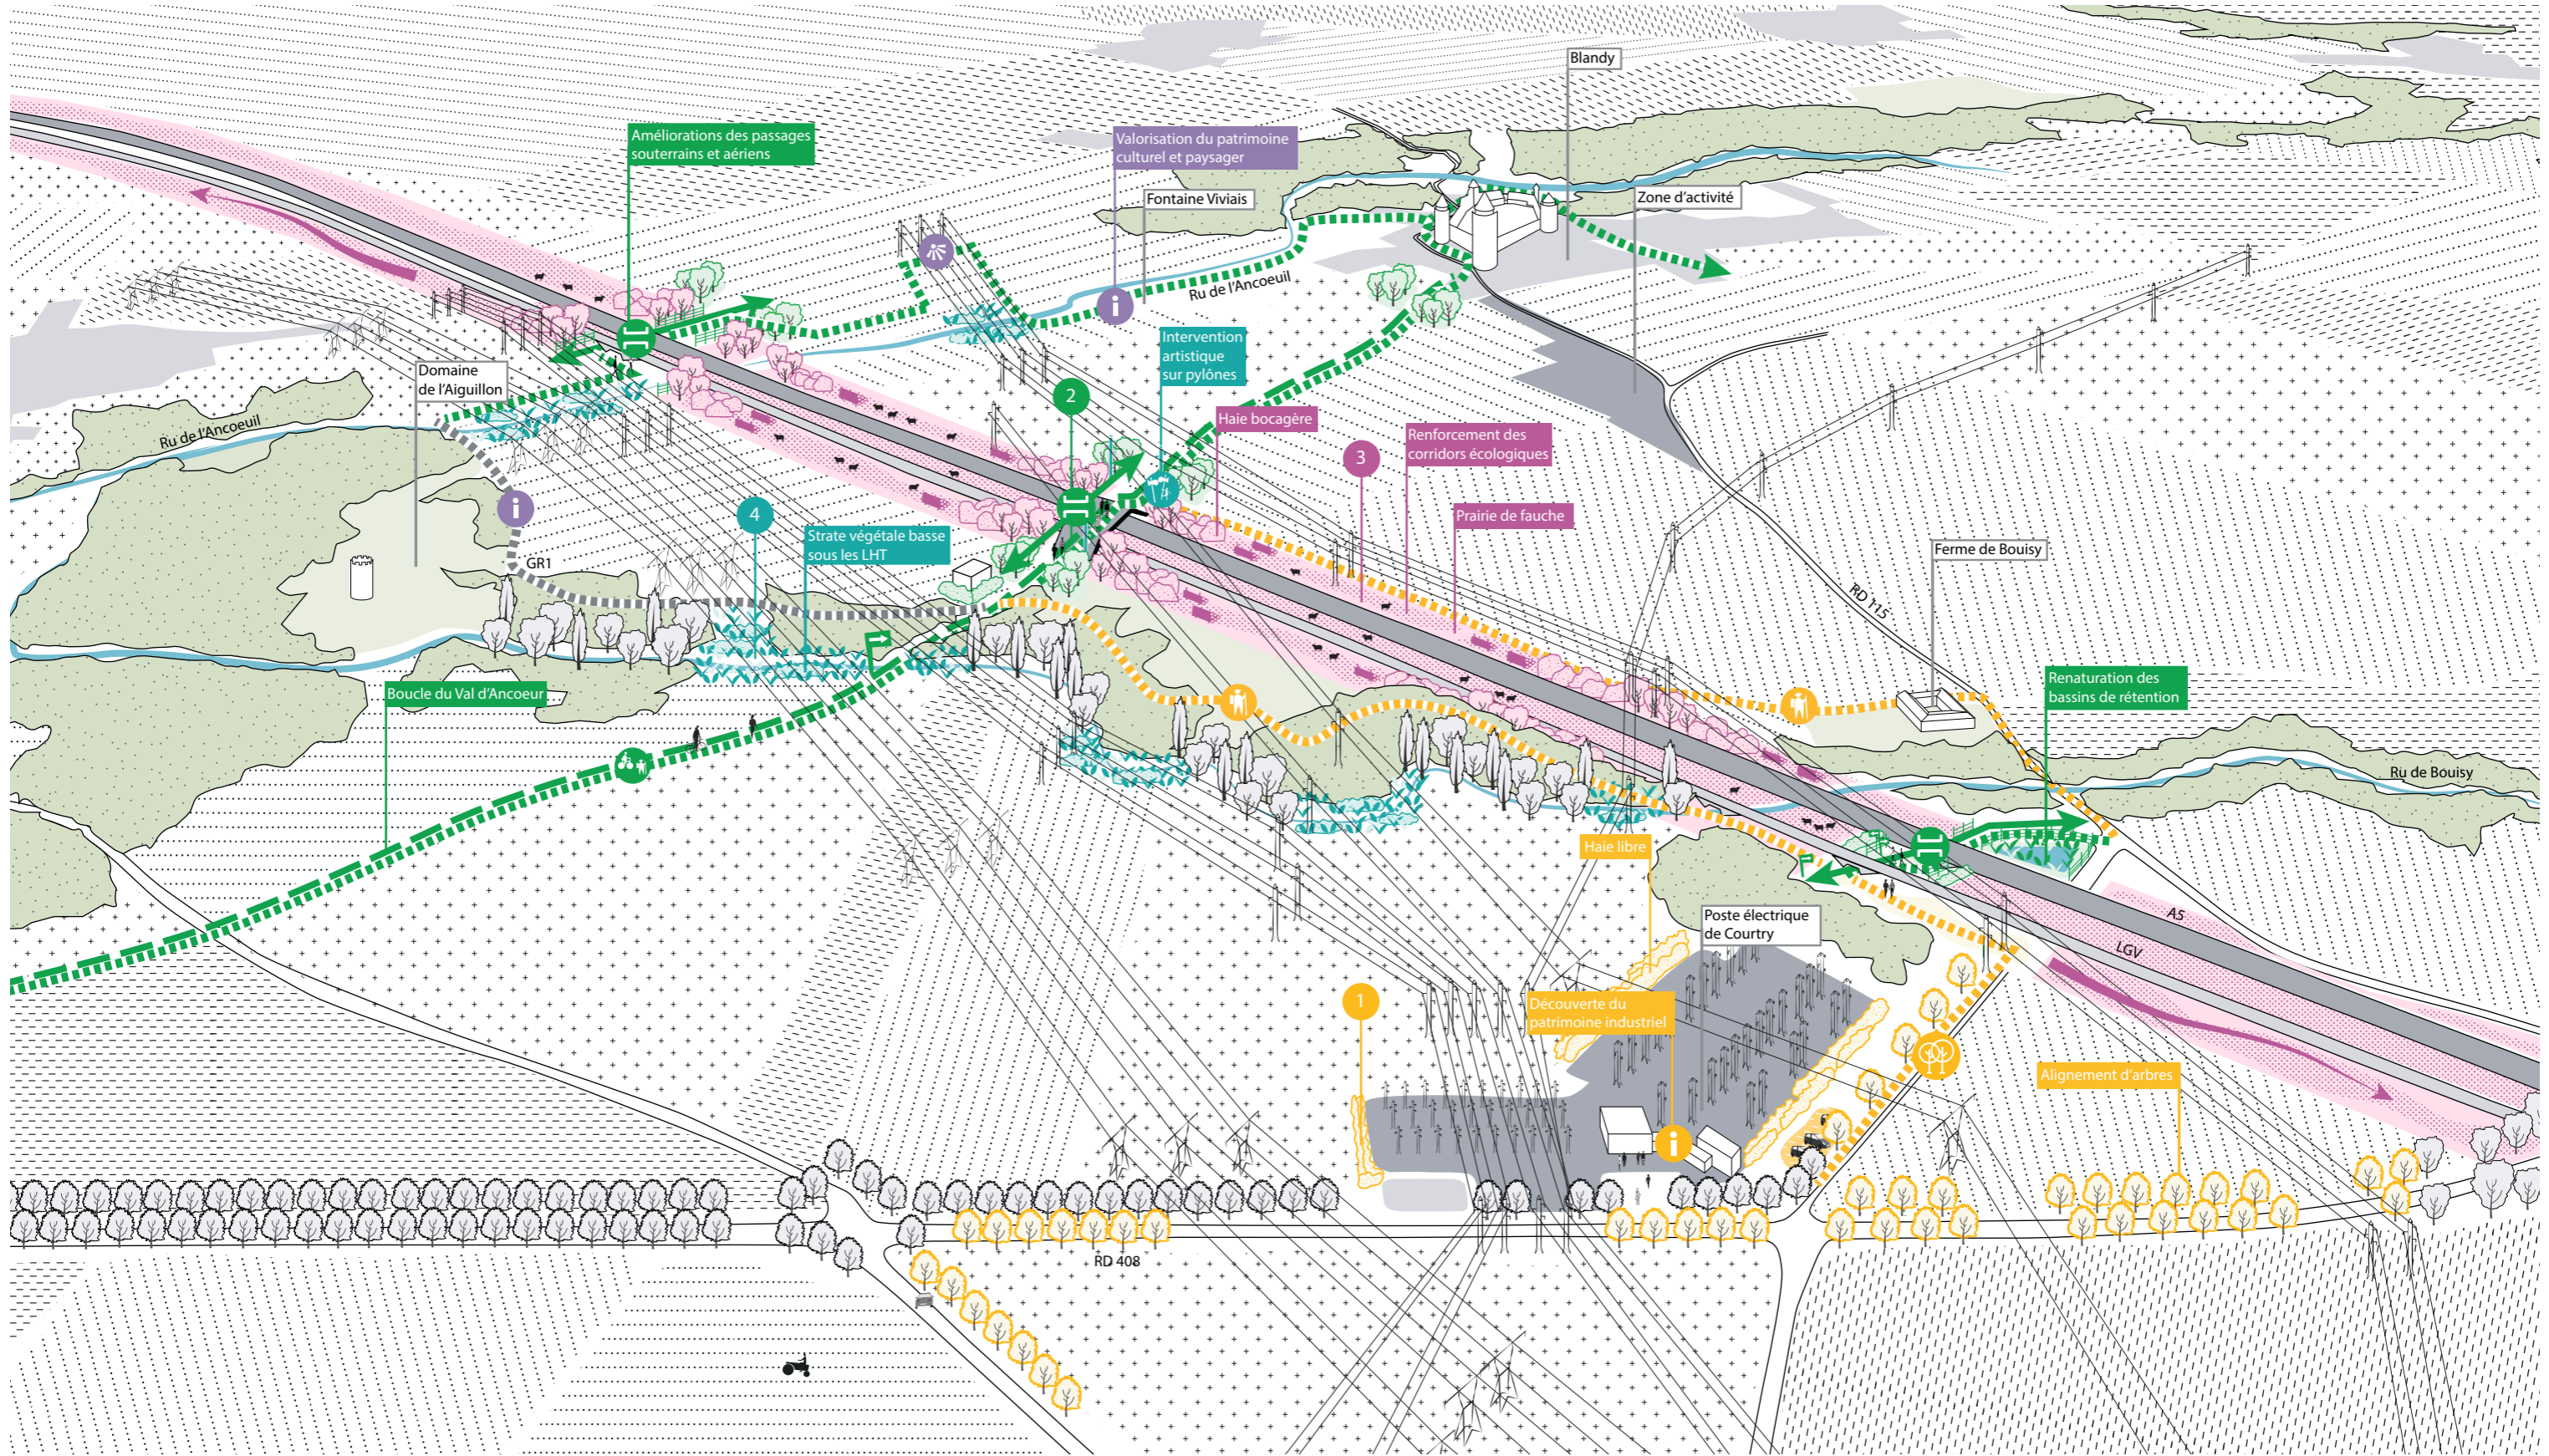 Blandy
Améliorations des passages
souterrains et aériens
Valorisation du patrimoine
culturel et paysager
Fontaine Viviais
Zone d'activité
Ru de l'Ancoeuil
Intervention
artistique
sur pylônes
Domaine
de l'Aiguillon
2
Haie bocagère
Ru de l'Ancoeuil
3
Renforcement des
corridors écologiques
i
i
4
Prairie de fauche
Strate végétale basse
sous les LHT
Ferme de Bouisy
GR1
RD 115
Boucle du Val d'Ancoeur
Renaturation des
bassins de rétention
Ru de Bouisy
Haie libre
Poste électrique
de Courtry
A5
LGV
1
Découverte du
patrimoine industriel
Alignement d'arbres
i
RD 408